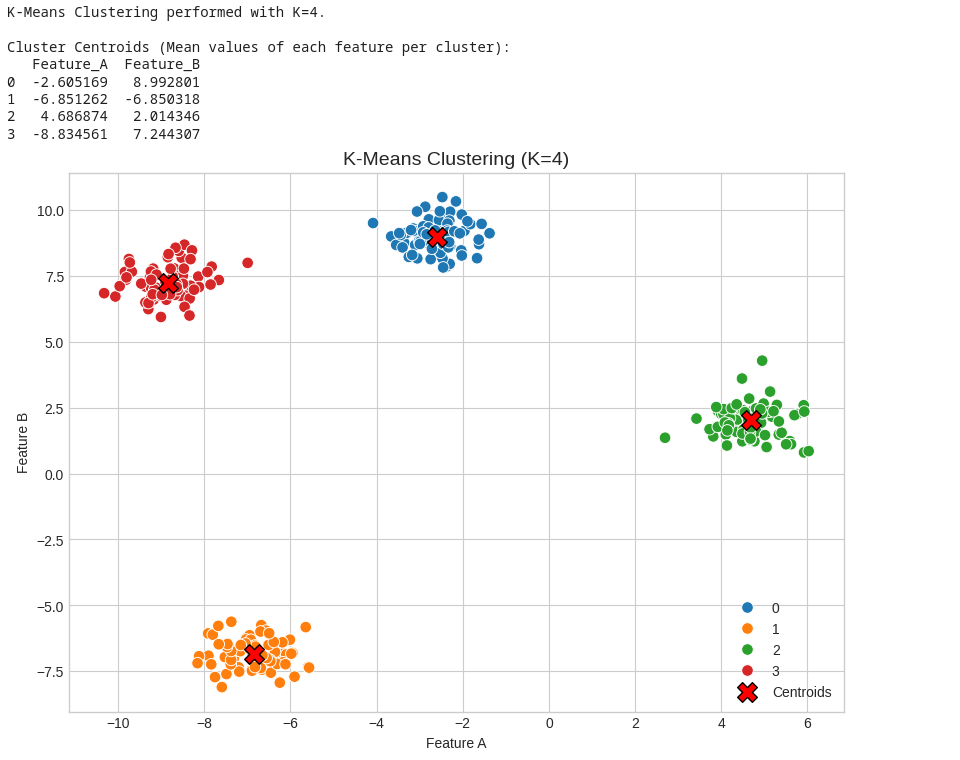 K-Means Clustering performed with K=4.
Cluster Centroids (Mean values of each feature per cluster):
Feature_A Feature_B
0 -2.605169 8.992801
1 -6.851262 -6.850318
2 4.686874 2.014346
3 -8.834561 7.244307
K-Means Clustering (K=4)
10.0
7.5
5.0
2.5
0.0
−2.5
−5.0
−7.5
Feature B
0
1
2
3
Centroids
−10 −8 −6 −4 −2 0 2 4 6
Feature A